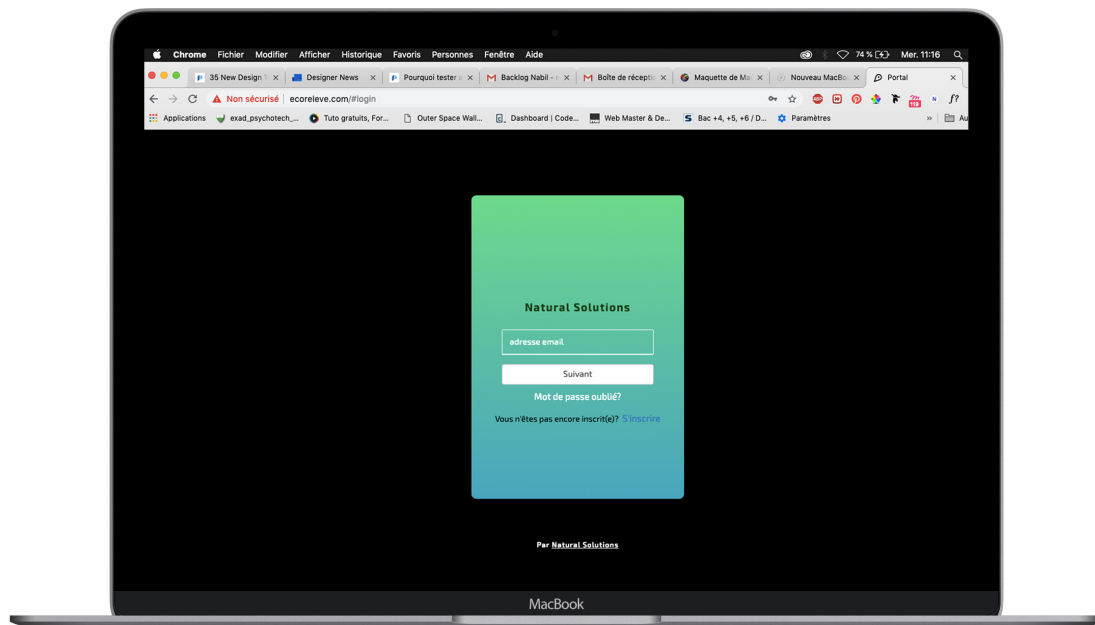 Chrome Fichier Modifier Afficher Historique Favoris Personnes Fenêtre Aide 74 % Mer. 11:16
35 New Design Designer News Pourquoi tester Backlog Nabil - Boîte de réceptic Maquette de Nouveau MacBo Portal
Non sécurisé ecoreleve.com/#login
Applications exad_psychotech_... Tuto gratuits, For... Outer Space Wall... Dashboard | Code... Web Master & De... Bac +4, +5, +6 / D... Paramètres » Au
Natural Solutions
adresse email
Suivant
Mot de passe oublié?
Vous n'êtes pas encore inscrit(e)? S'inscrire
Par Natural Solutions
MacBook